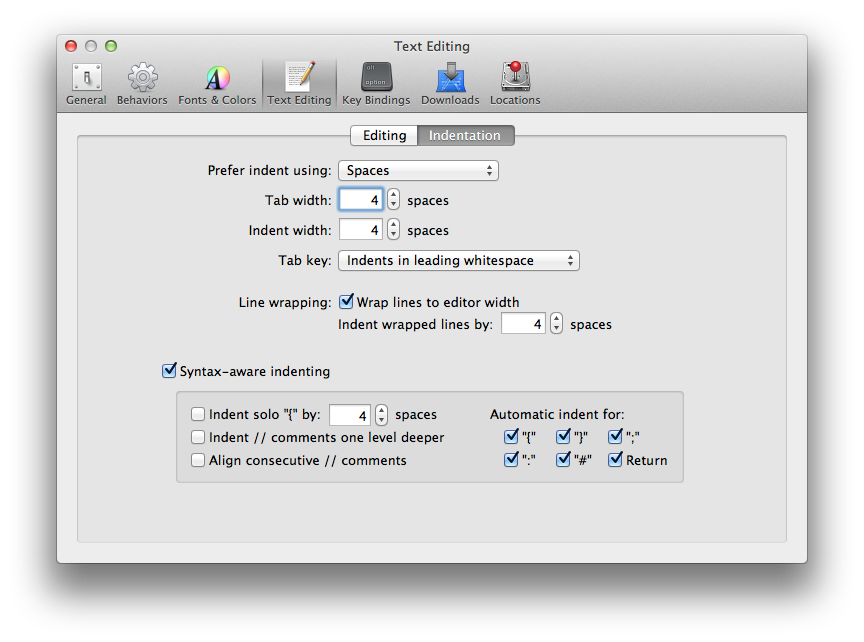 Text Editing
General Behaviors Fonts & Colors Text Editing Key Bindings Downloads Locations
alt
option
Editing Indentation
Prefer indent using: Spaces
Tab width: 4 spaces
Indent width: 4 spaces
Tab key: Indents in leading whitespace
Line wrapping: Wrap lines to editor width
Indent wrapped lines by: 4 spaces
Syntax-aware indenting
Indent solo "{" by: 4 spaces Automatic indent for:
Indent // comments one level deeper "{" "}" ";"
Align consecutive // comments ":" "#" Return